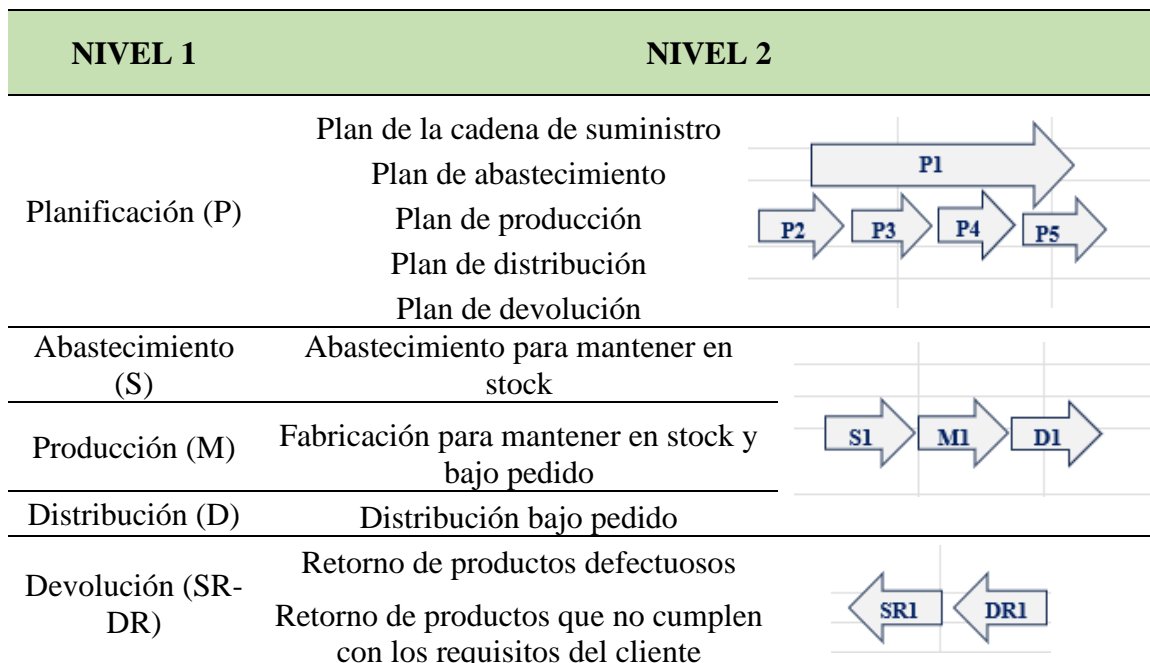 NIVEL 1
NIVEL 2
Planificación (P)
Plan de la cadena de suministro
Plan de abastecimiento
Plan de producción
Plan de distribución
Plan de devolución
P1
P2
P3
P4
P5
Abastecimiento
(S)
Abastecimiento para mantener en
stock
Producción (M)
Fabricación para mantener en stock y
bajo pedido
Distribución (D)
Distribución bajo pedido
S1
M1
D1
Devolución (SR-
DR)
Retorno de productos defectuosos
Retorno de productos que no cumplen
con los requisitos del cliente
SR1
DR1